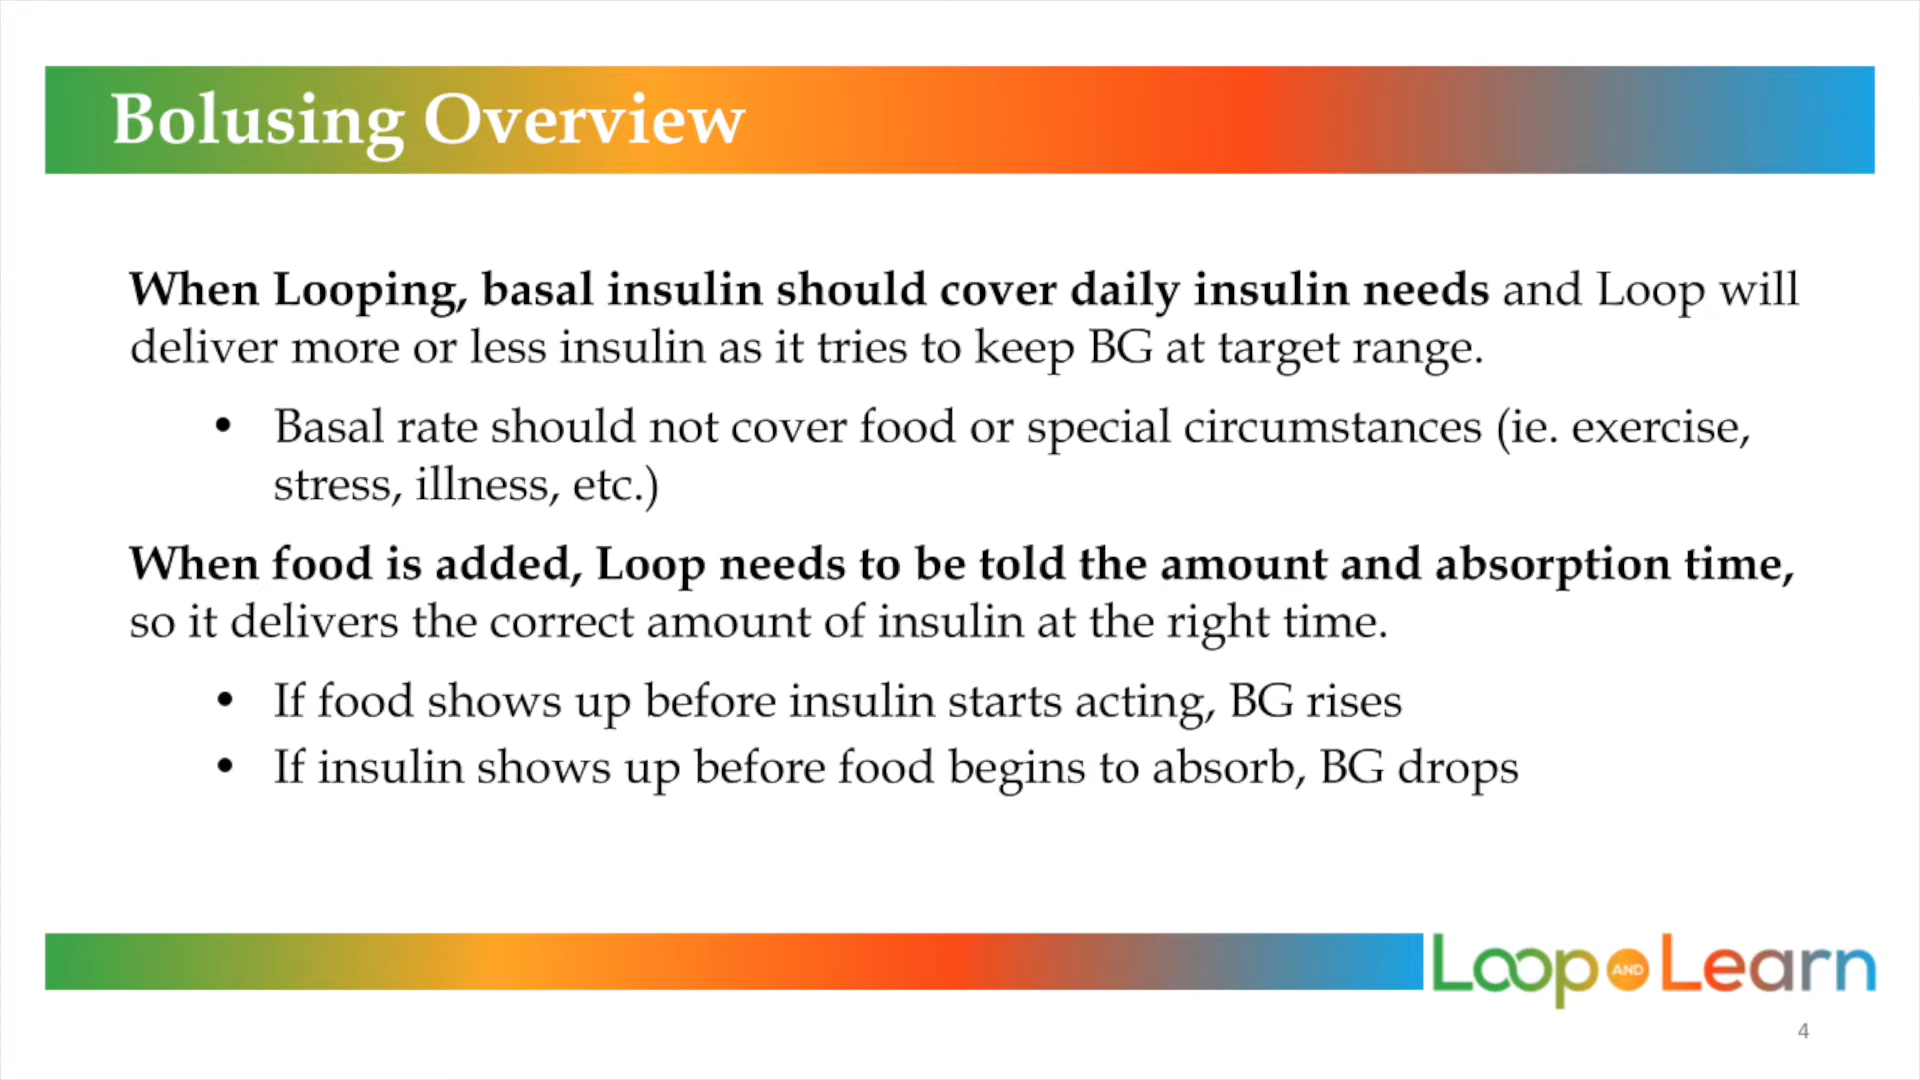 Bolusing Overview
When Looping, basal insulin should cover daily insulin needs and Loop will
deliver more or less insulin as it tries to keep BG at target range.
• Basal rate should not cover food or special circumstances (ie. exercise,
stress, illness, etc.)
When food is added, Loop needs to be told the amount and absorption time,
so it delivers the correct amount of insulin at the right time.
• If food shows up before insulin starts acting, BG rises
• If insulin shows up before food begins to absorb, BG drops
Loop AND Learn
4